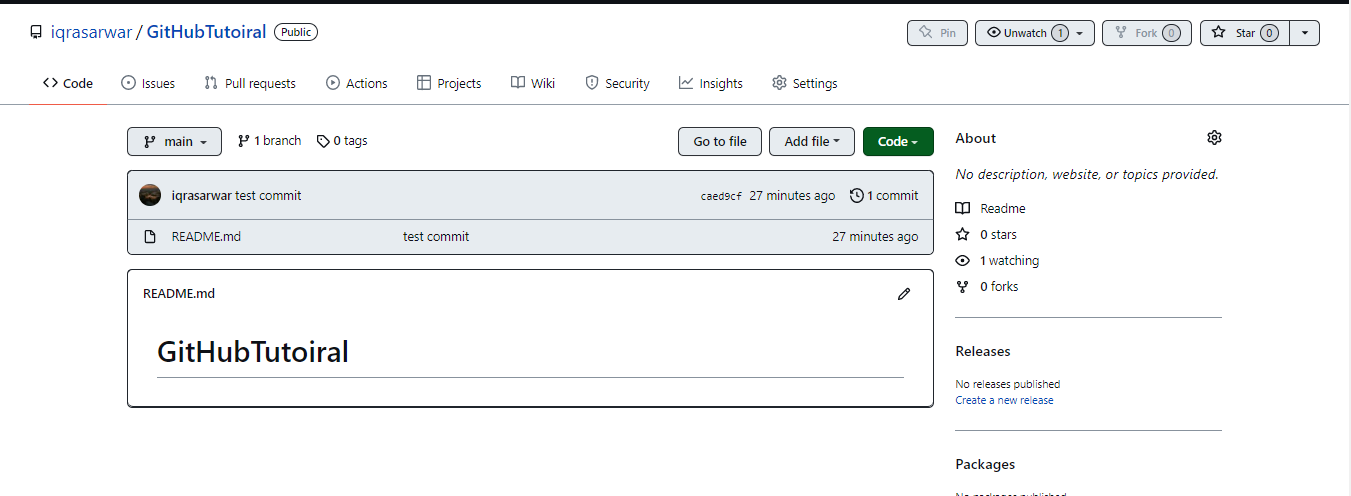 iqrasarwar / GitHubTutoiral Public
Pin Unwatch 1 Fork 0 Star 0
Code Issues Pull requests Actions Projects Wiki Security Insights Settings
main 1 branch 0 tags Go to file Add file Code
iqrasarwar test commit caed9cf 27 minutes ago 1 commit
README.md test commit 27 minutes ago
README.md
GitHubTutoiral
About
No description, website, or topics provided.
Readme
0 stars
1 watching
0 forks
Releases
No releases published
Create a new release
Packages
No packages published